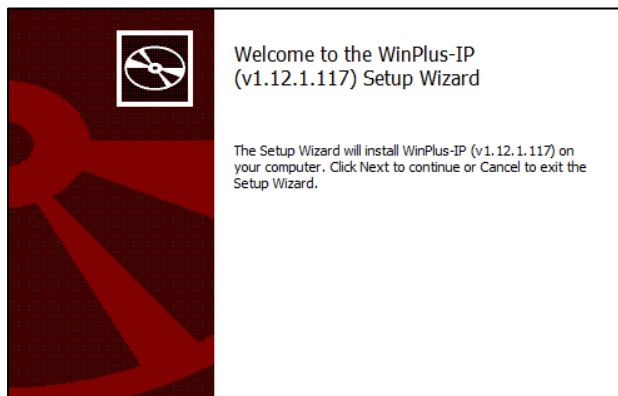 Welcome to the WinPlus-IP
(v1.12.1.117) Setup Wizard
The Setup Wizard will install WinPlus-IP (v1.12.1.117) on
your computer. Click Next to continue or Cancel to exit the
Setup Wizard.